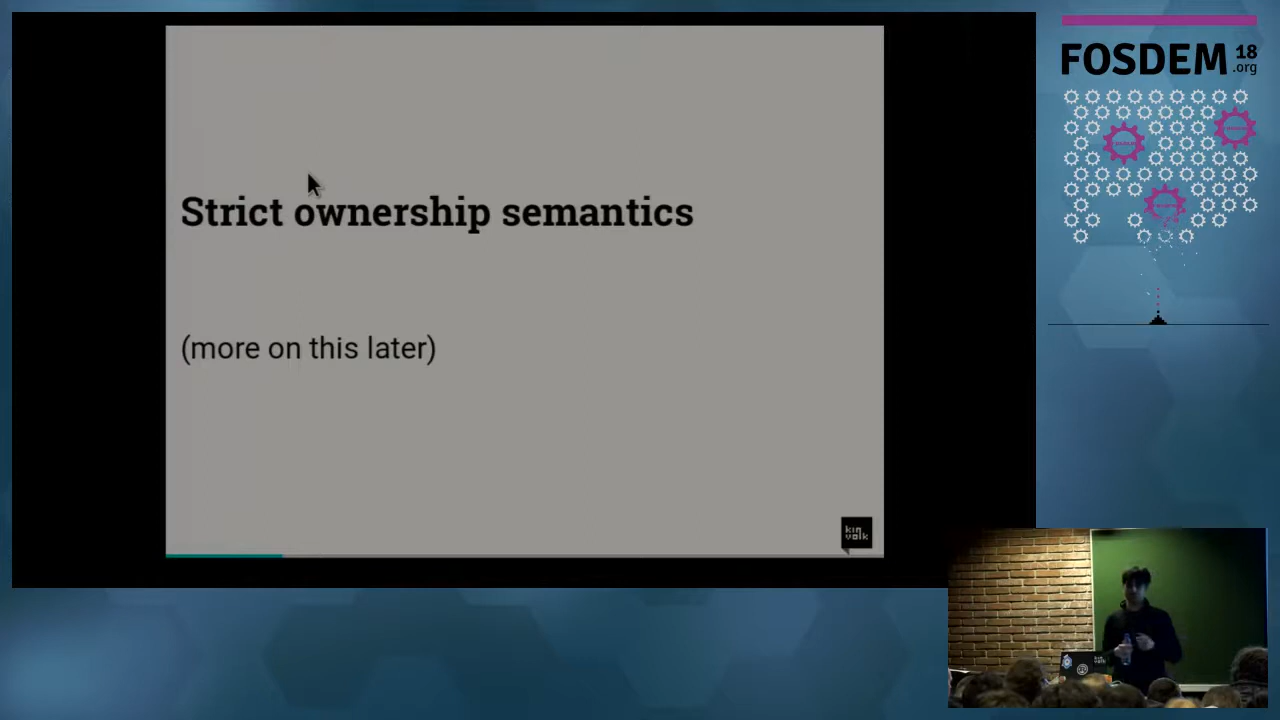 Strict ownership semantics
(more on this later)
kin
volk
FOSDEM 18
.org